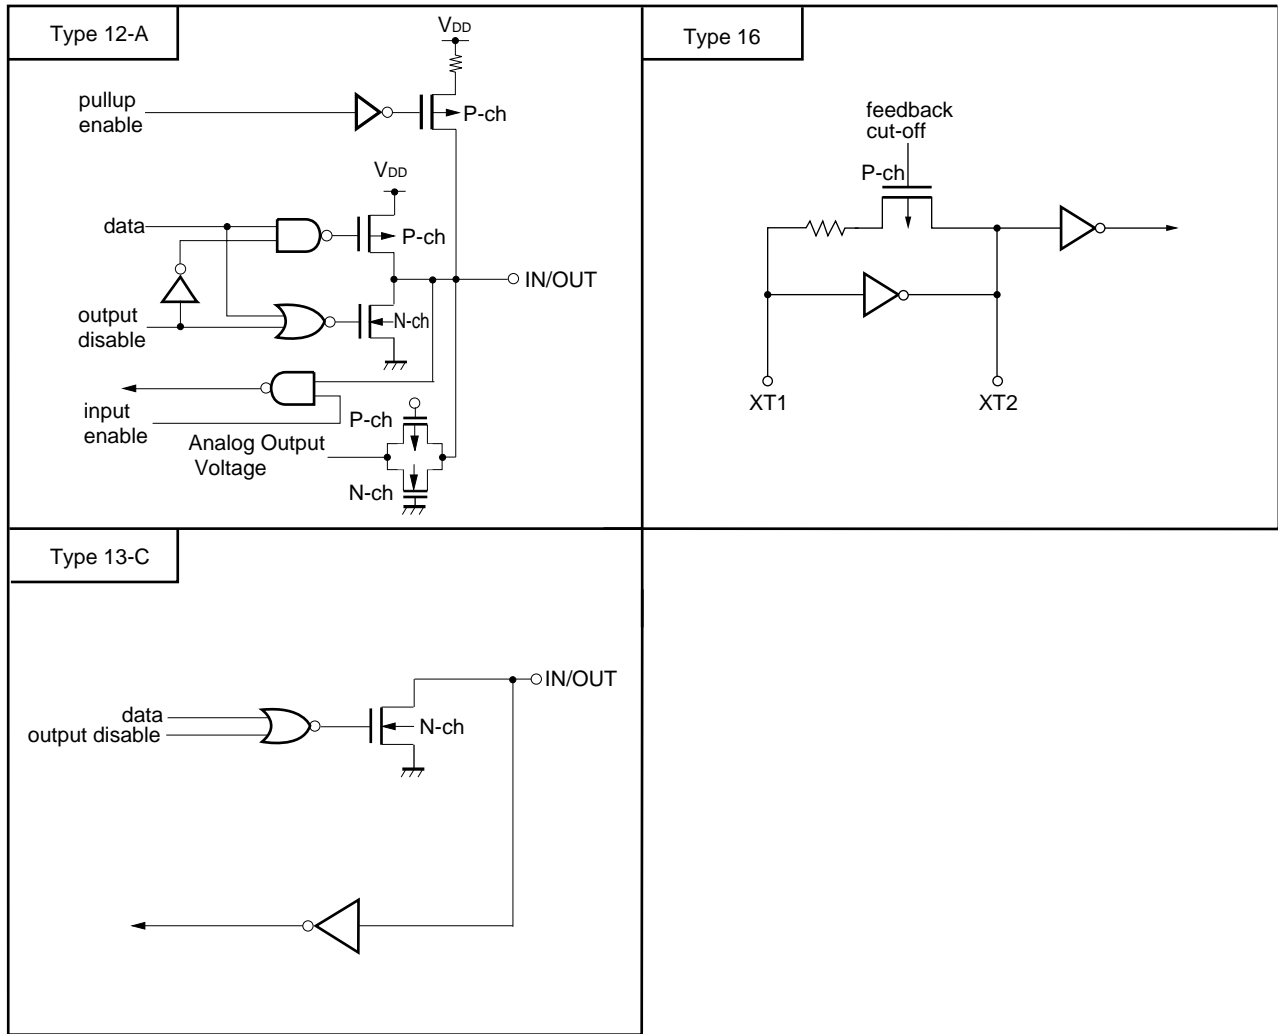 Type 12-A
VDD
pullup
enable
P-ch
VDD
data
P-ch
IN/OUT
output
disable
N-ch
input
enable
P-ch
Analog Output
Voltage
N-ch
Type 16
feedback
cut-off
P-ch
XT1
XT2
Type 13-C
IN/OUT
data
output disable
N-ch